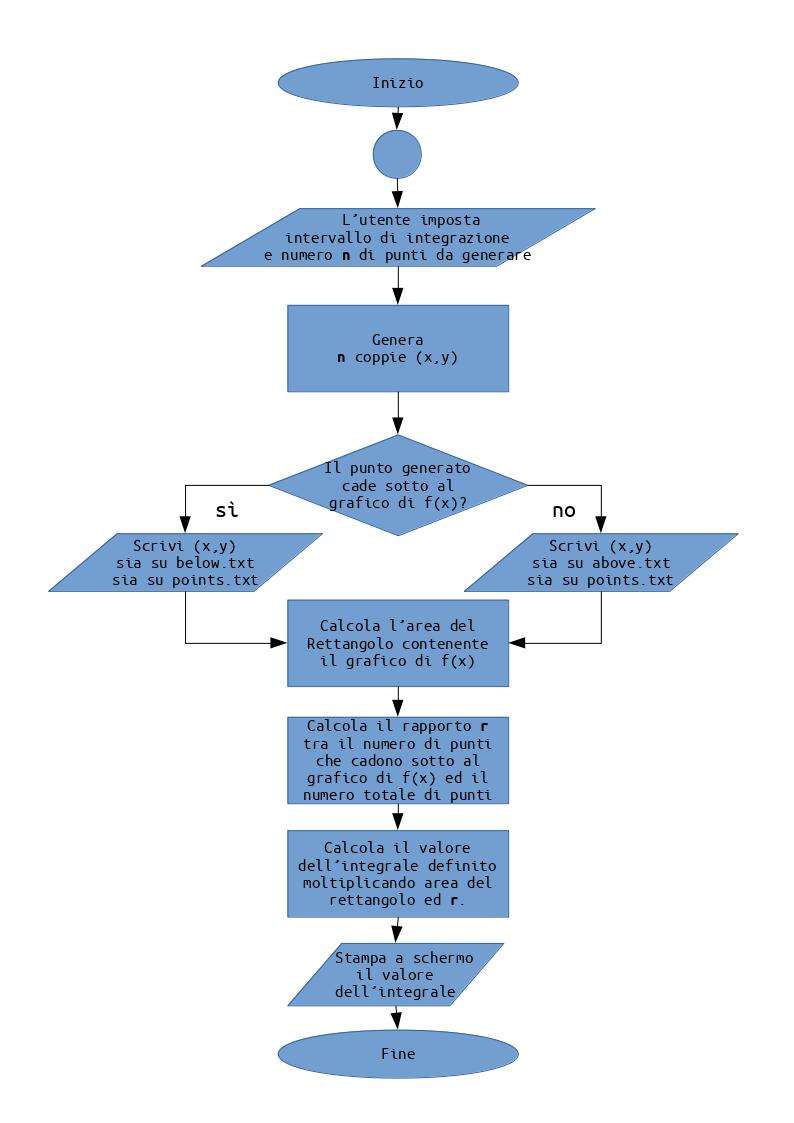 Inizio
L'utente imposta
intervallo di integrazione
e numero n di punti da generare
Genera
n coppie (x,y)
Il punto generato
cade sotto al
grafico di f(x)?
sì
no
Scrivi (x,y)
sia su below.txt
sia su points.txt
Scrivi (x,y)
sia su above.txt
sia su points.txt
Calcola l'area del
Rettangolo contenente
il grafico di f(x)
Calcola il rapporto r
tra il numero di punti
che cadono sotto al
grafico di f(x) ed il
numero totale di punti
Calcola il valore
dell'integrale definito
moltiplicando area del
rettangolo ed r.
Stampa a schermo
il valore
dell'integrale
Fine